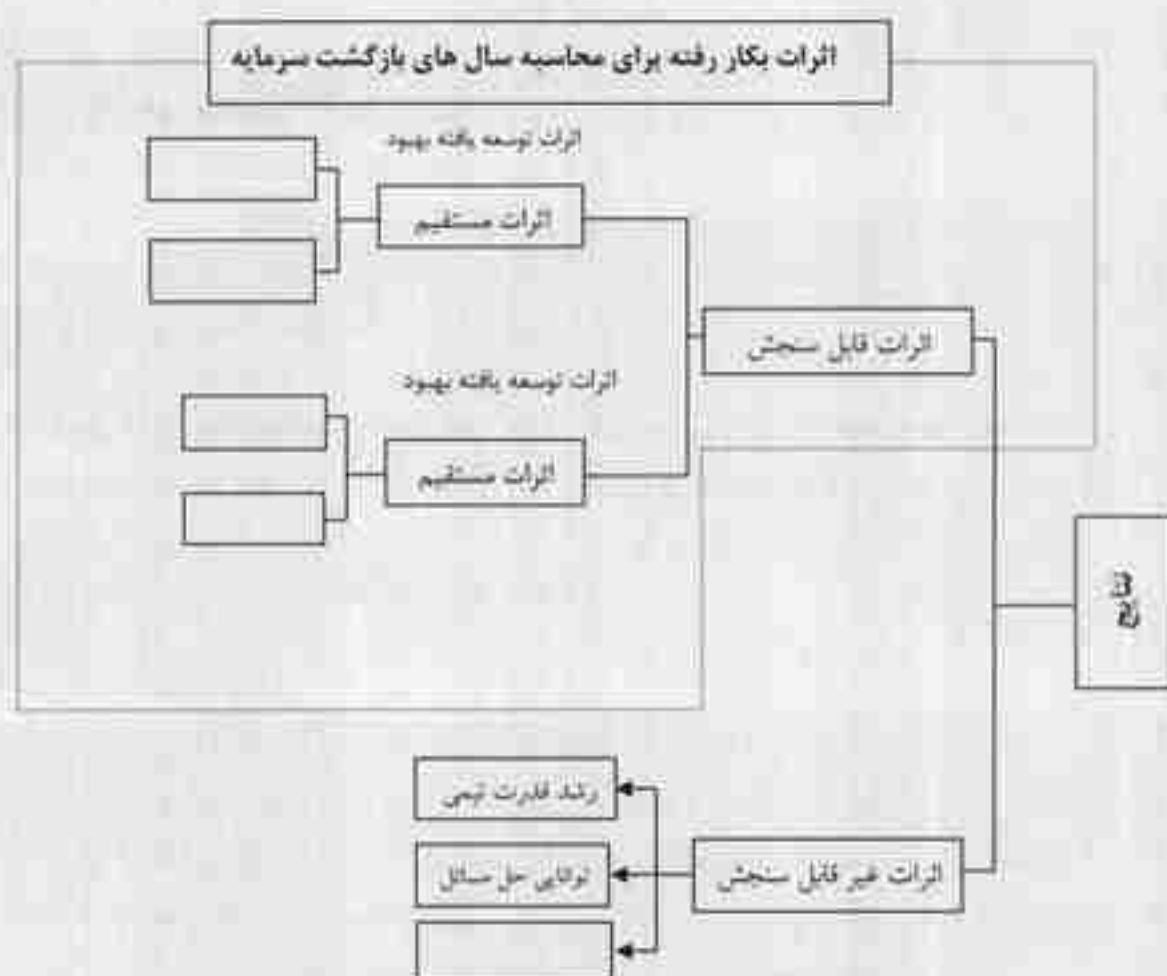 اثرات بکار رفته برای محاسبه سال های بازگشت سرمایه
اثرات توسعه یافته بهبود
اثرات مستقیم
اثرات قابل سنجش
اثرات توسعه یافته بهبود
اثرات مستقیم
نتایج
رشد قدرت تیمی
توانایی حل مسائل
اثرات غیر قابل سنجش